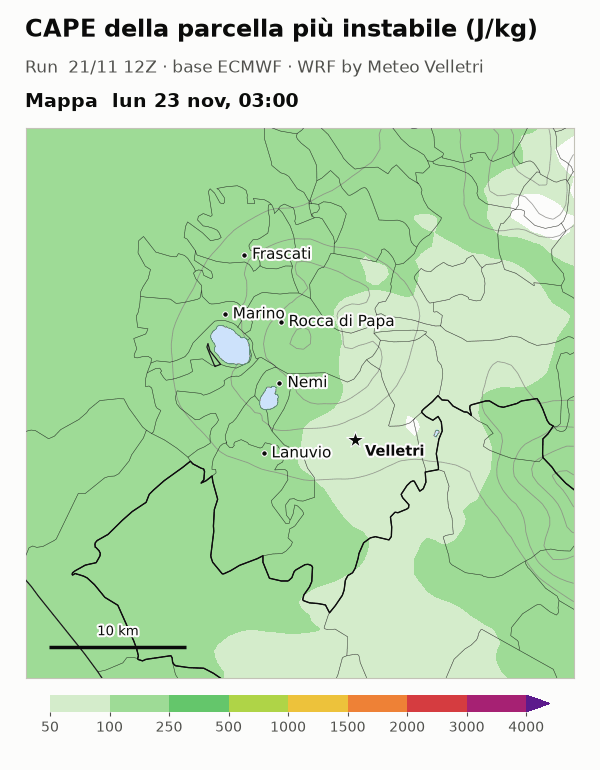 CAPE della parcella più instabile (J/kg)
Run 21/11 12Z · base ECMWF · WRF by Meteo Velletri
Mappa lun 23 nov, 03:00
Frascati
Marino
Rocca di Papa
Nemi
Velletri
Lanuvio
10 km
50 100 250 500 1000 1500 2000 3000 4000